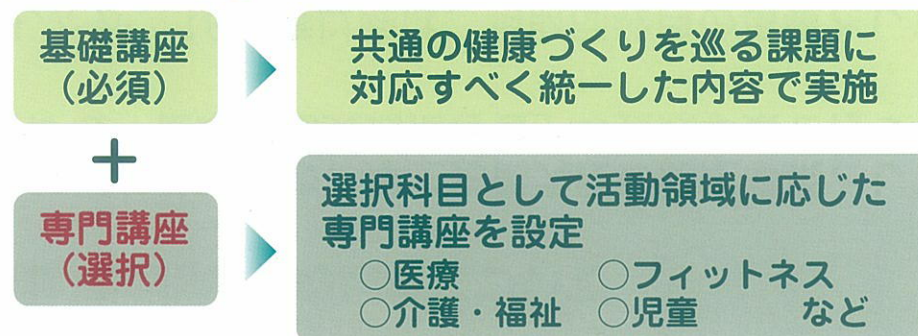 基礎講座
（必須）
共通の健康づくりを巡る課題に
対応すべく統一した内容で実施
＋
専門講座
（選択）
選択科目として活動領域に応じた
専門講座を設定
○医療 ○フィットネス
○介護・福祉 ○児童 など